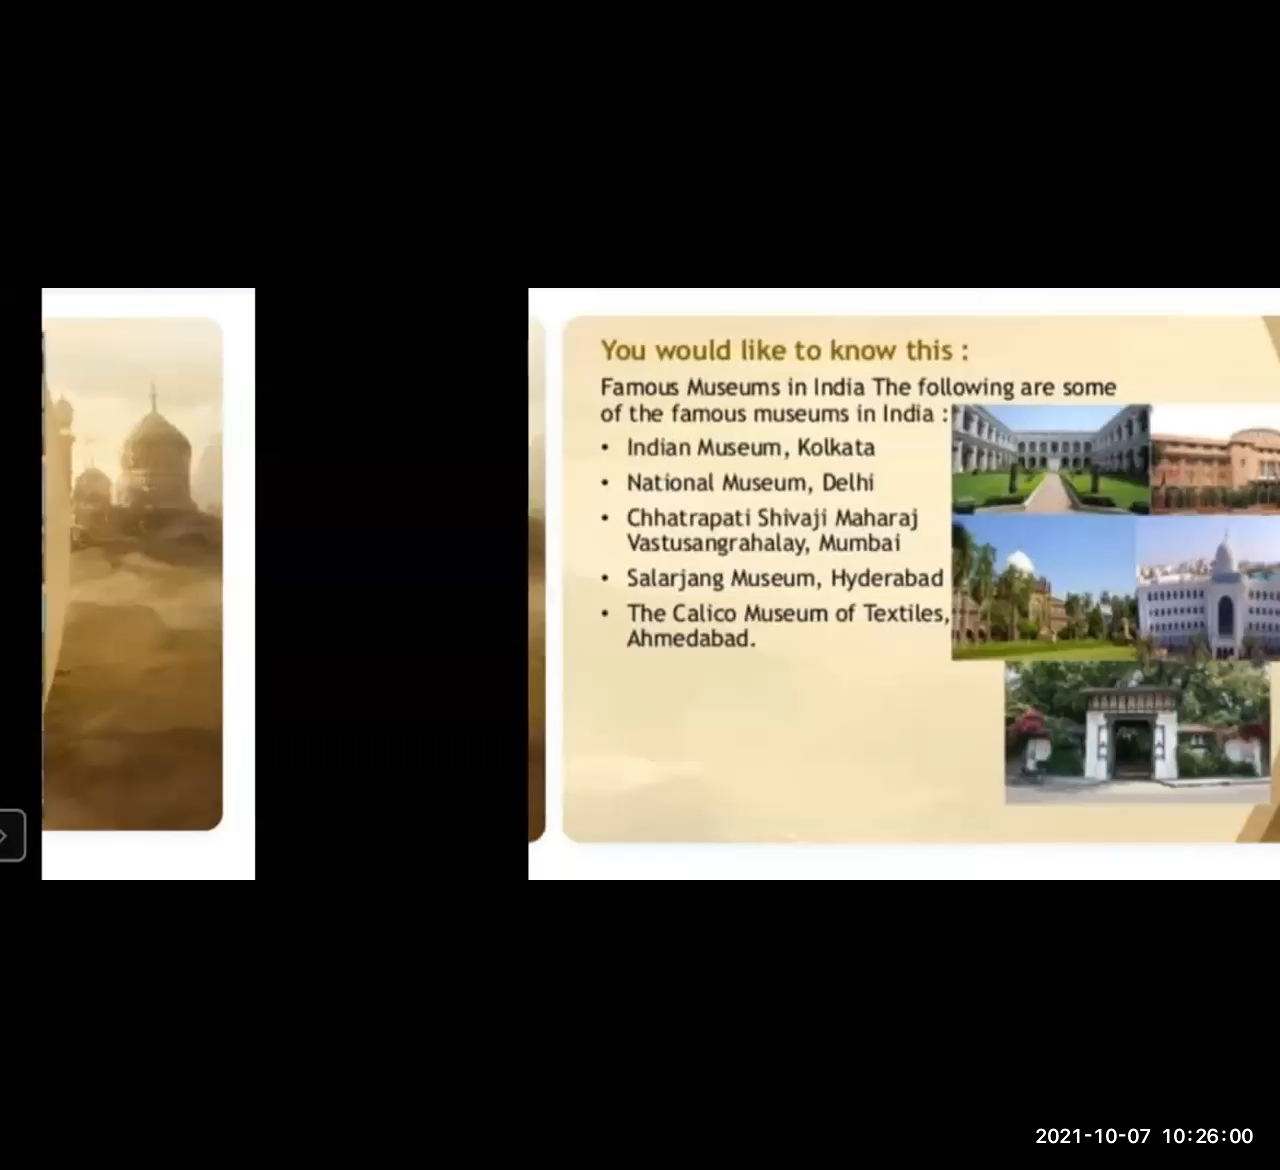 You would like to know this :
Famous Museums in India The following are some
of the famous museums in India :
• Indian Museum, Kolkata
• National Museum, Delhi
• Chhatrapati Shivaji Maharaj
Vastusangrahalay, Mumbai
• Salarjang Museum, Hyderabad
• The Calico Museum of Textiles,
Ahmedabad.
2021-10-07 10:26:00